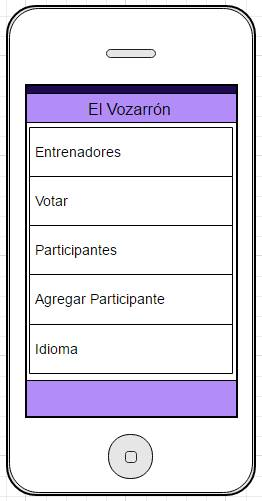 El Vozarrón
Entrenadores
Votar
Participantes
Agregar Participante
Idioma